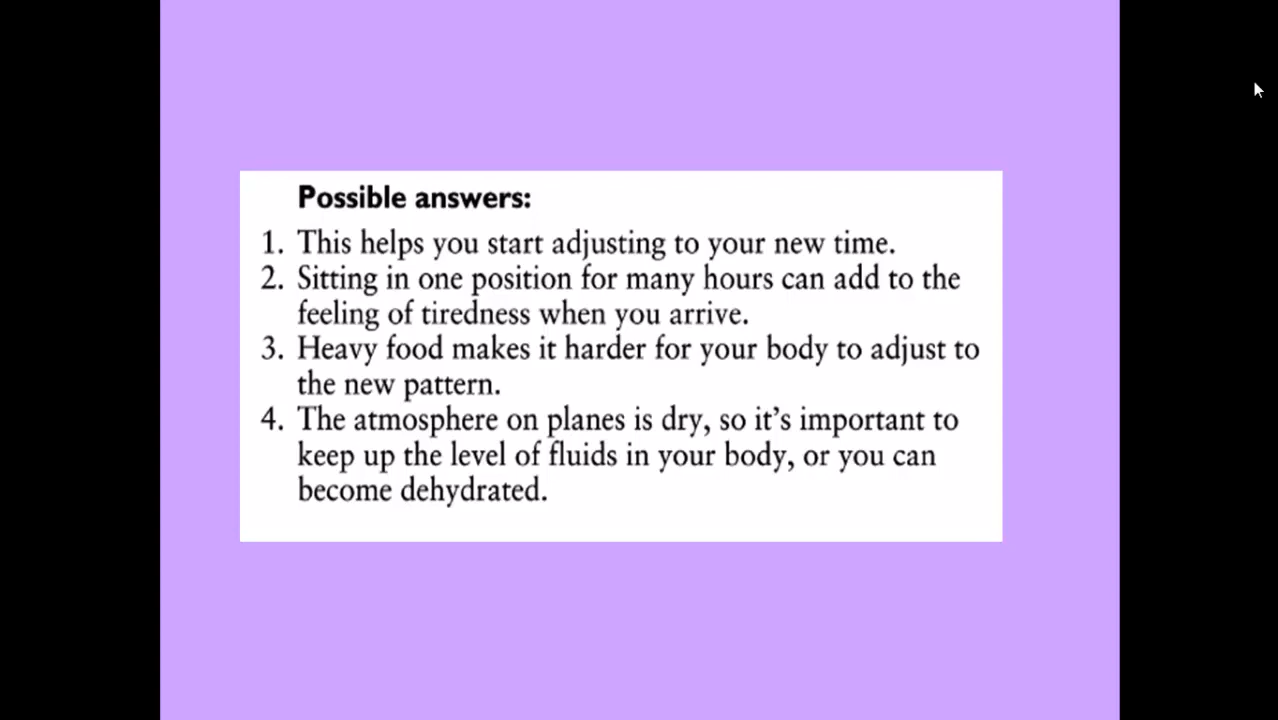 Possible answers:
1. This helps you start adjusting to your new time.
2. Sitting in one position for many hours can add to the
feeling of tiredness when you arrive.
3. Heavy food makes it harder for your body to adjust to
the new pattern.
4. The atmosphere on planes is dry, so it’s important to
keep up the level of fluids in your body, or you can
become dehydrated.